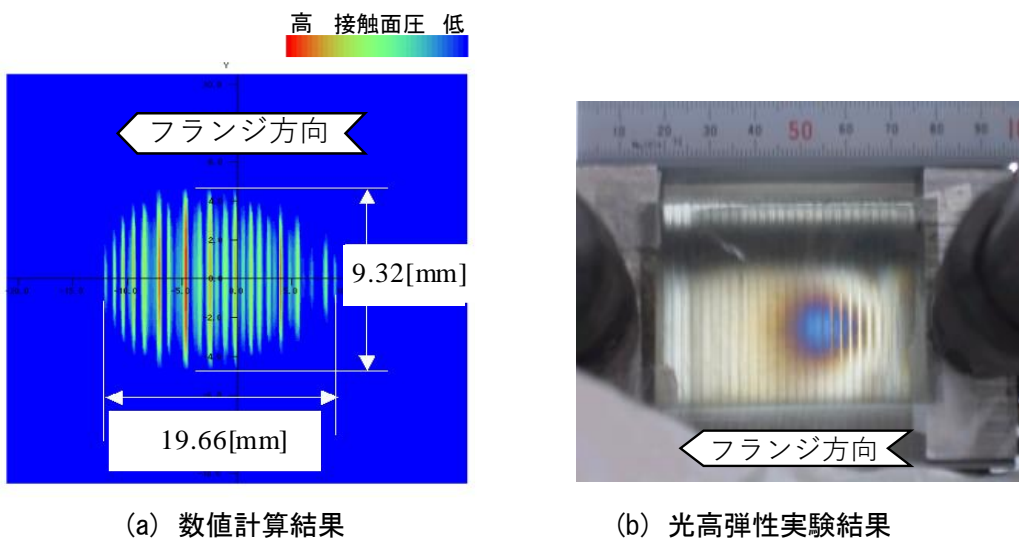 高 接触面圧 低
Y
フランジ方向
9.32[mm]
19.66[mm]
10 20 30 40 50 60 70 80 90
フランジ方向
(a) 数値計算結果
(b) 光高弾性実験結果